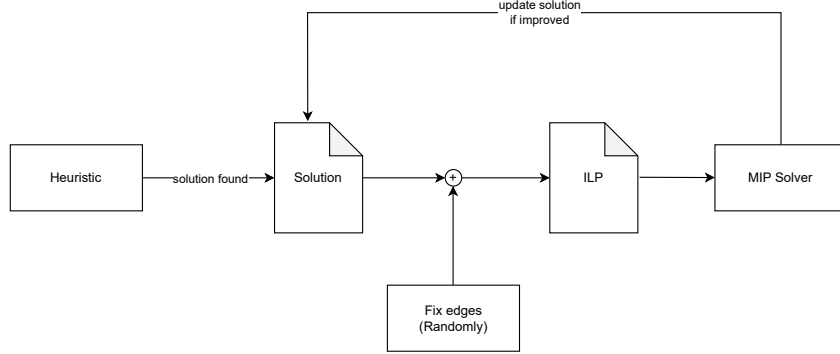 update solution
if improved
Heuristic
solution found
Solution
+
ILP
MIP Solver
Fix edges
(Randomly)